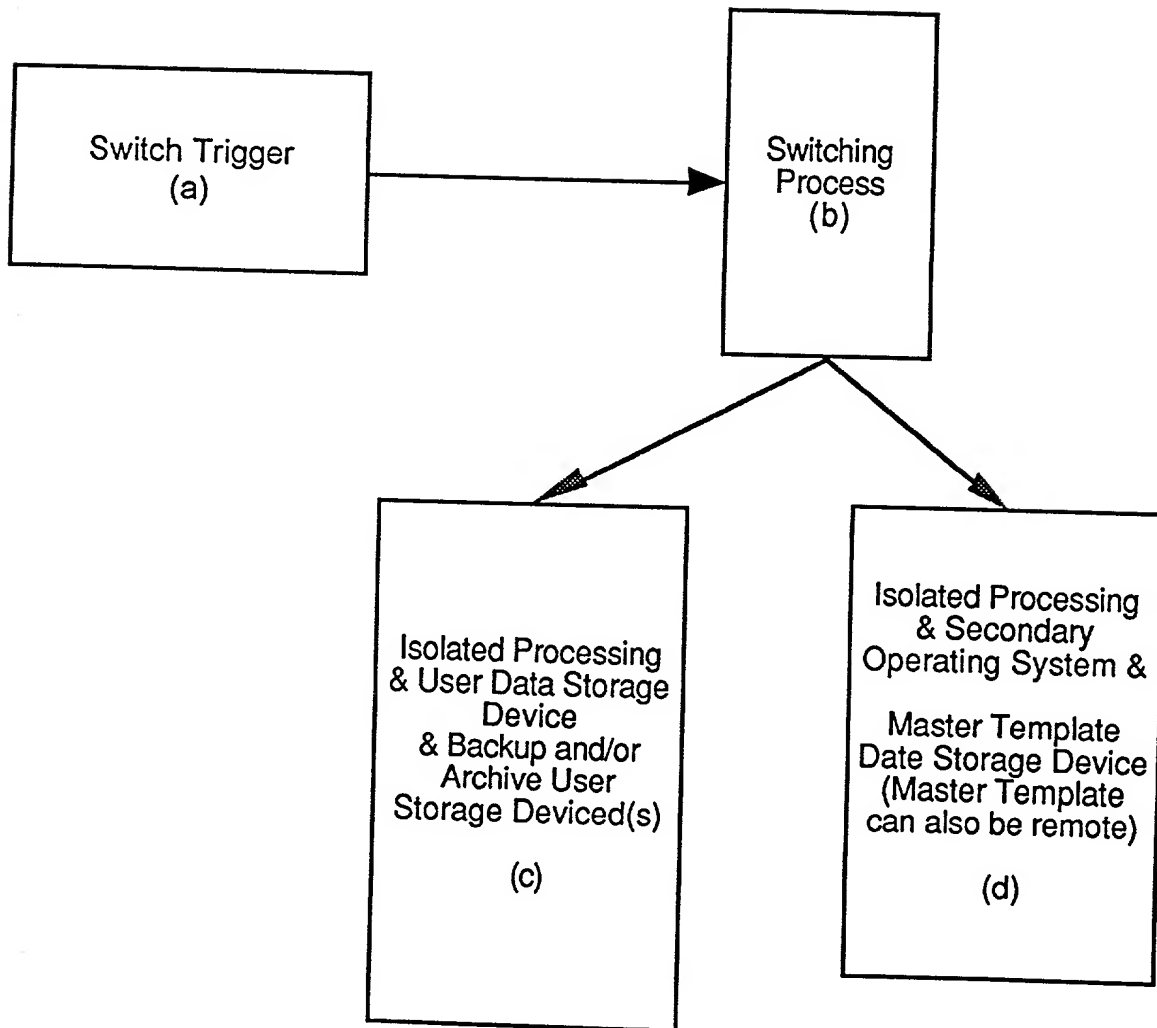 Switch Trigger
(a)
Switching
Process
(b)
Isolated Processing
& User Data Storage
Device
& Backup and/or
Archive User
Storage Deviced(s)
(c)
Isolated Processing
& Secondary
Operating System &
Master Template
Date Storage Device
(Master Template
can also be remote)
(d)